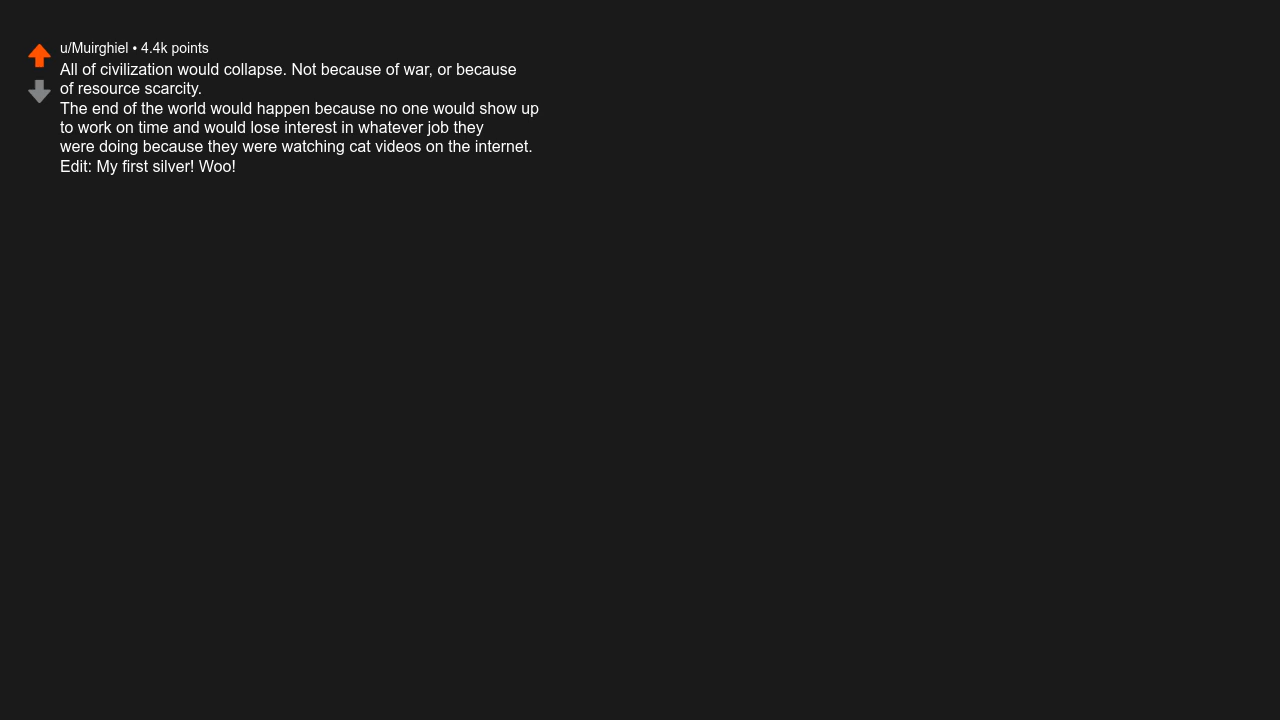 u/Muirghiel • 4.4k points
All of civilization would collapse. Not because of war, or because
of resource scarcity.
The end of the world would happen because no one would show up
to work on time and would lose interest in whatever job they
were doing because they were watching cat videos on the internet.
Edit: My first silver! Woo!